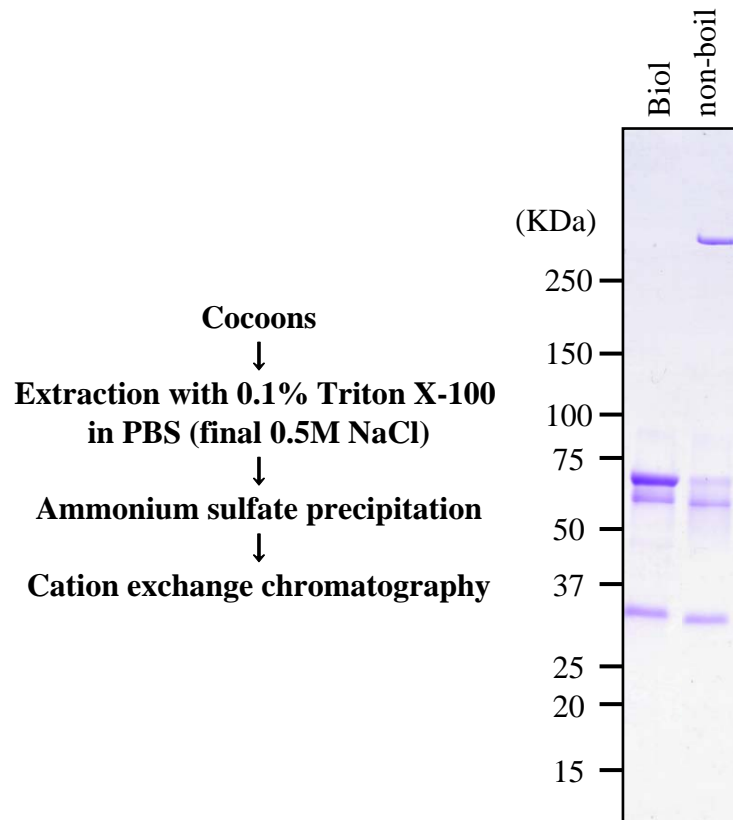 Biol
non-boil
(KDa)
250
150
100
75
50
37
25
20
15
Cocoons
↓
Extraction with 0.1% Triton X-100
in PBS (final 0.5M NaCl)
↓
Ammonium sulfate precipitation
↓
Cation exchange chromatography